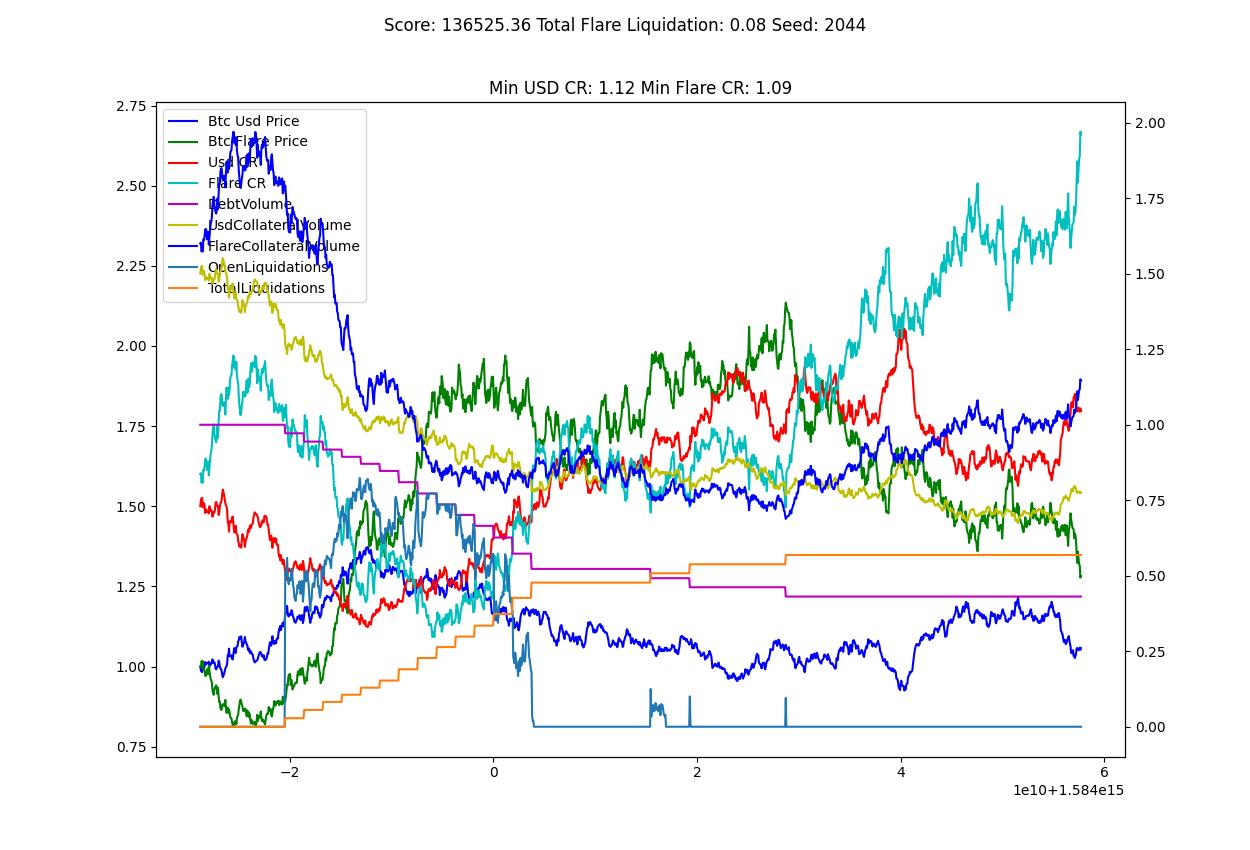 Score: 136525.36 Total Flare Liquidation: 0.08 Seed: 2044
Min USD CR: 1.12 Min Flare CR: 1.09
Btc Usd Price
Btc Flare Price
Usd CR
Flare CR
DebtVolume
UsdCollateralVolume
FlareCollateralVolume
OpenLiquidations
TotalLiquidations
2.75
2.50
2.25
2.00
1.75
1.50
1.25
1.00
0.75
2.00
1.75
1.50
1.25
1.00
0.75
0.50
0.25
0.00
−2
0
2
4
6
1e10+1.584e15